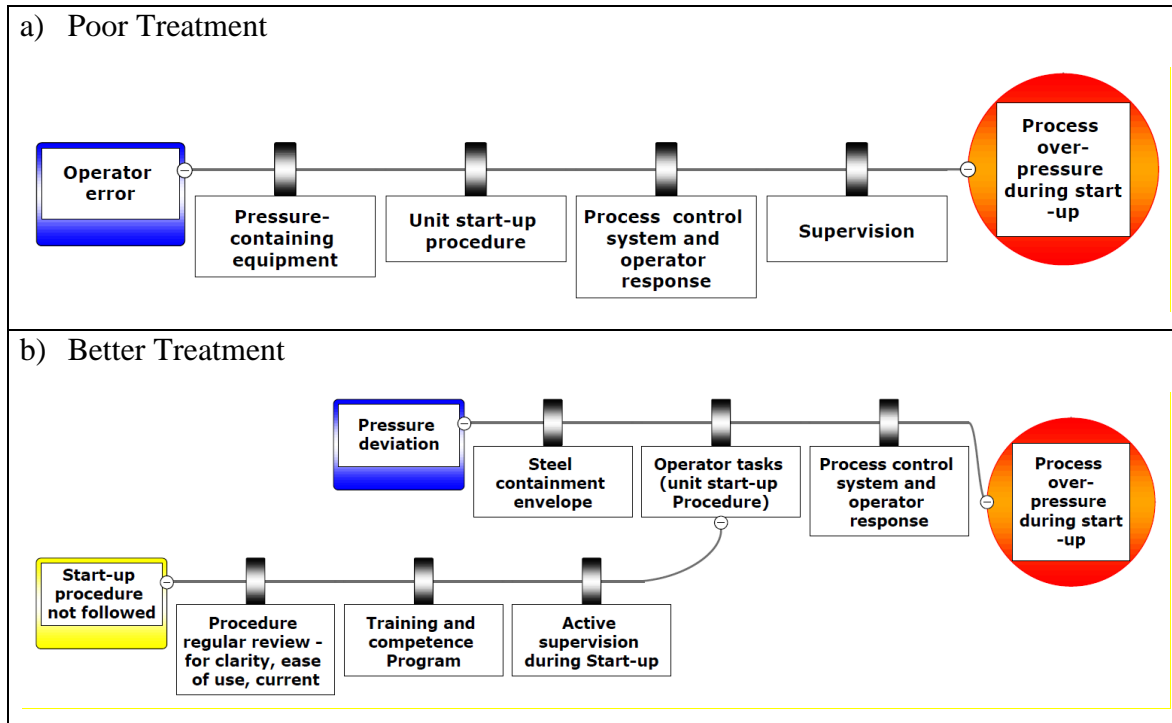 a) Poor Treatment
Operator
error
Pressure-
containing
equipment
Unit start-up
procedure
Process control
system and
operator
response
Supervision
Process
over-
pressure
during start
-up
b) Better Treatment
Pressure
deviation
Steel
containment
envelope
Operator tasks
(unit start-up
Procedure)
Process control
system and
operator
response
Process
over-
pressure
during start
-up
Start-up
procedure
not followed
Procedure
regular review -
for clarity, ease
of use, current
Training and
competence
Program
Active
supervision
during Start-up